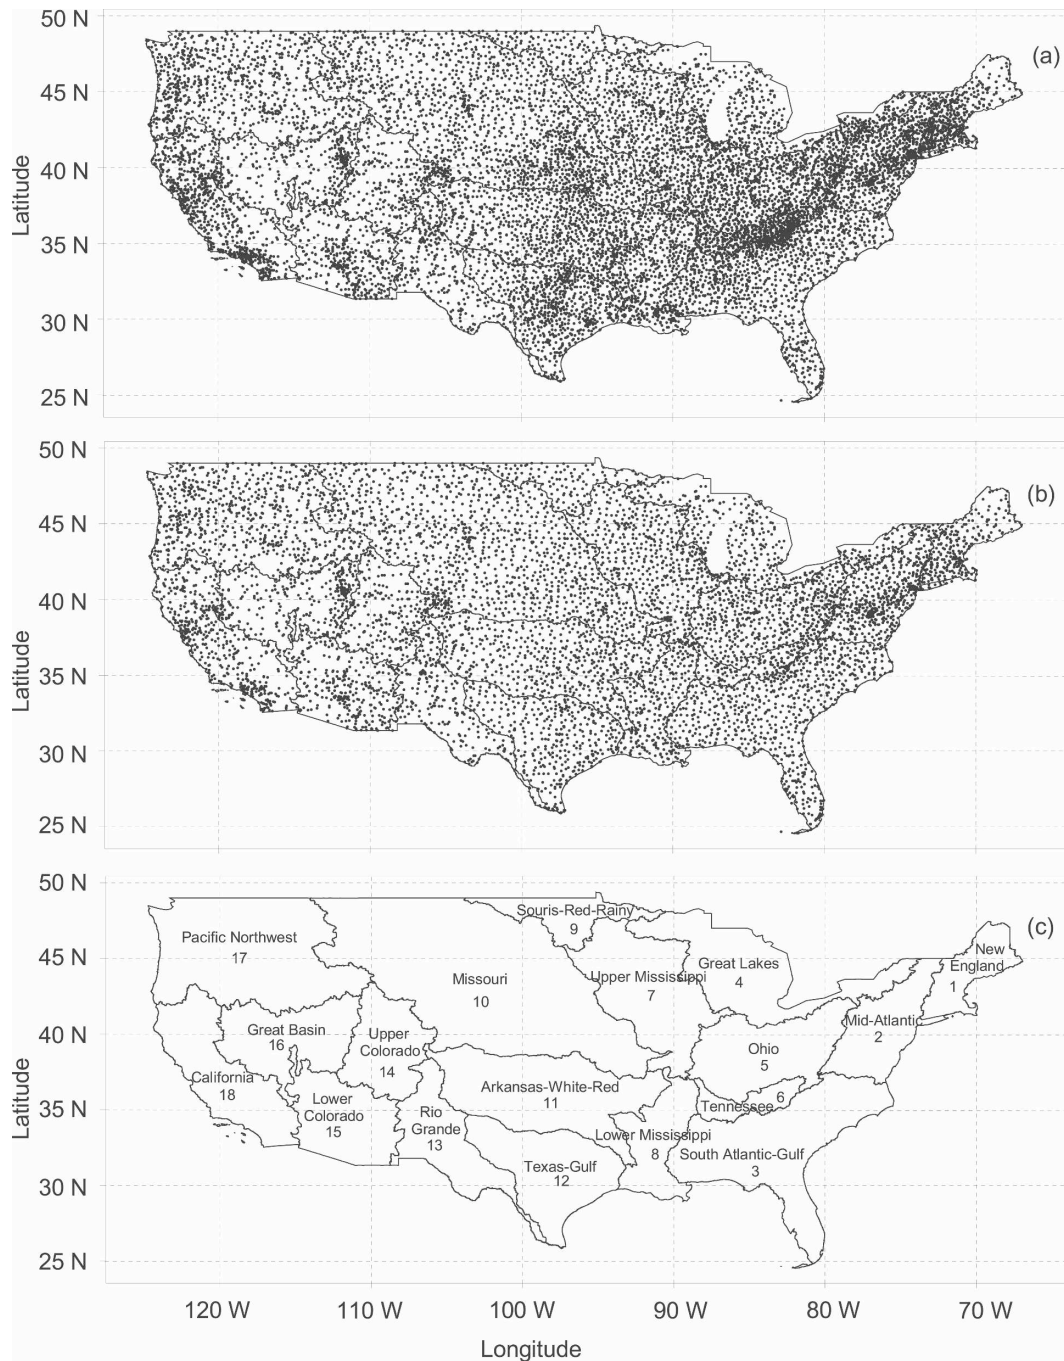 50 N
(a)
45 N
40 N
Latitude
35 N
30 N
25 N
50 N
(b)
45 N
40 N
Latitude
35 N
30 N
25 N
50 N
(c)
Souris-Red-Rainy
9
Pacific Northwest
17
New
England
1
45 N
Great Lakes
4
Missouri
10
Upper Mississippi
7
Mid-Atlantic
2
40 N
Great Basin
16
Upper
Colorado
14
Ohio
5
California
18
Arkansas-White-Red
11
Latitude
35 N
Lower
Colorado
15
Rio
Grande
13
6
Tennessee
Lower Mississippi
8
South Atlantic-Gulf
3
Texas-Gulf
12
30 N
25 N
120 W 110 W 100 W 90 W 80 W 70 W
Longitude